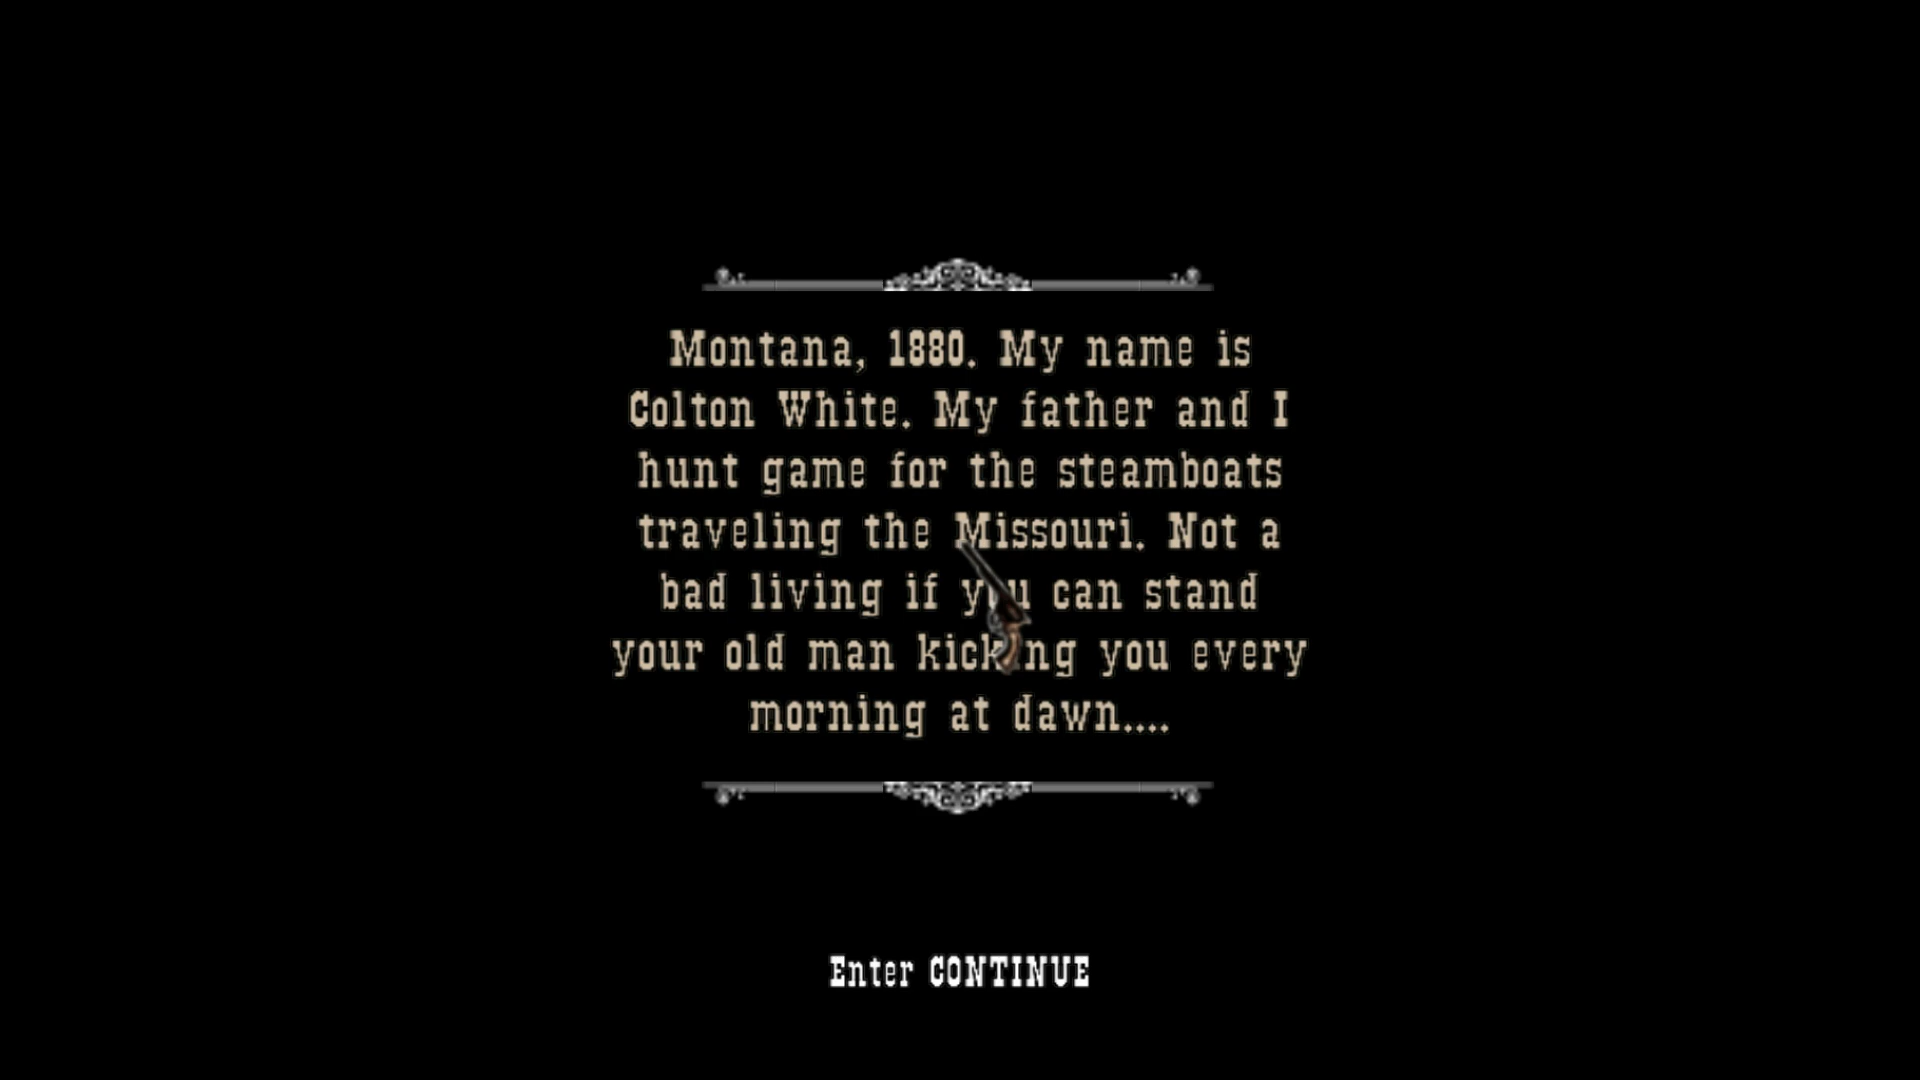 Montana, 1880. My name is
Colton White. My father and I
hunt game for the steamboats
traveling the Missouri. Not a
bad living if you can stand
your old man kicking you every
morning at dawn....
Enter CONTINUE